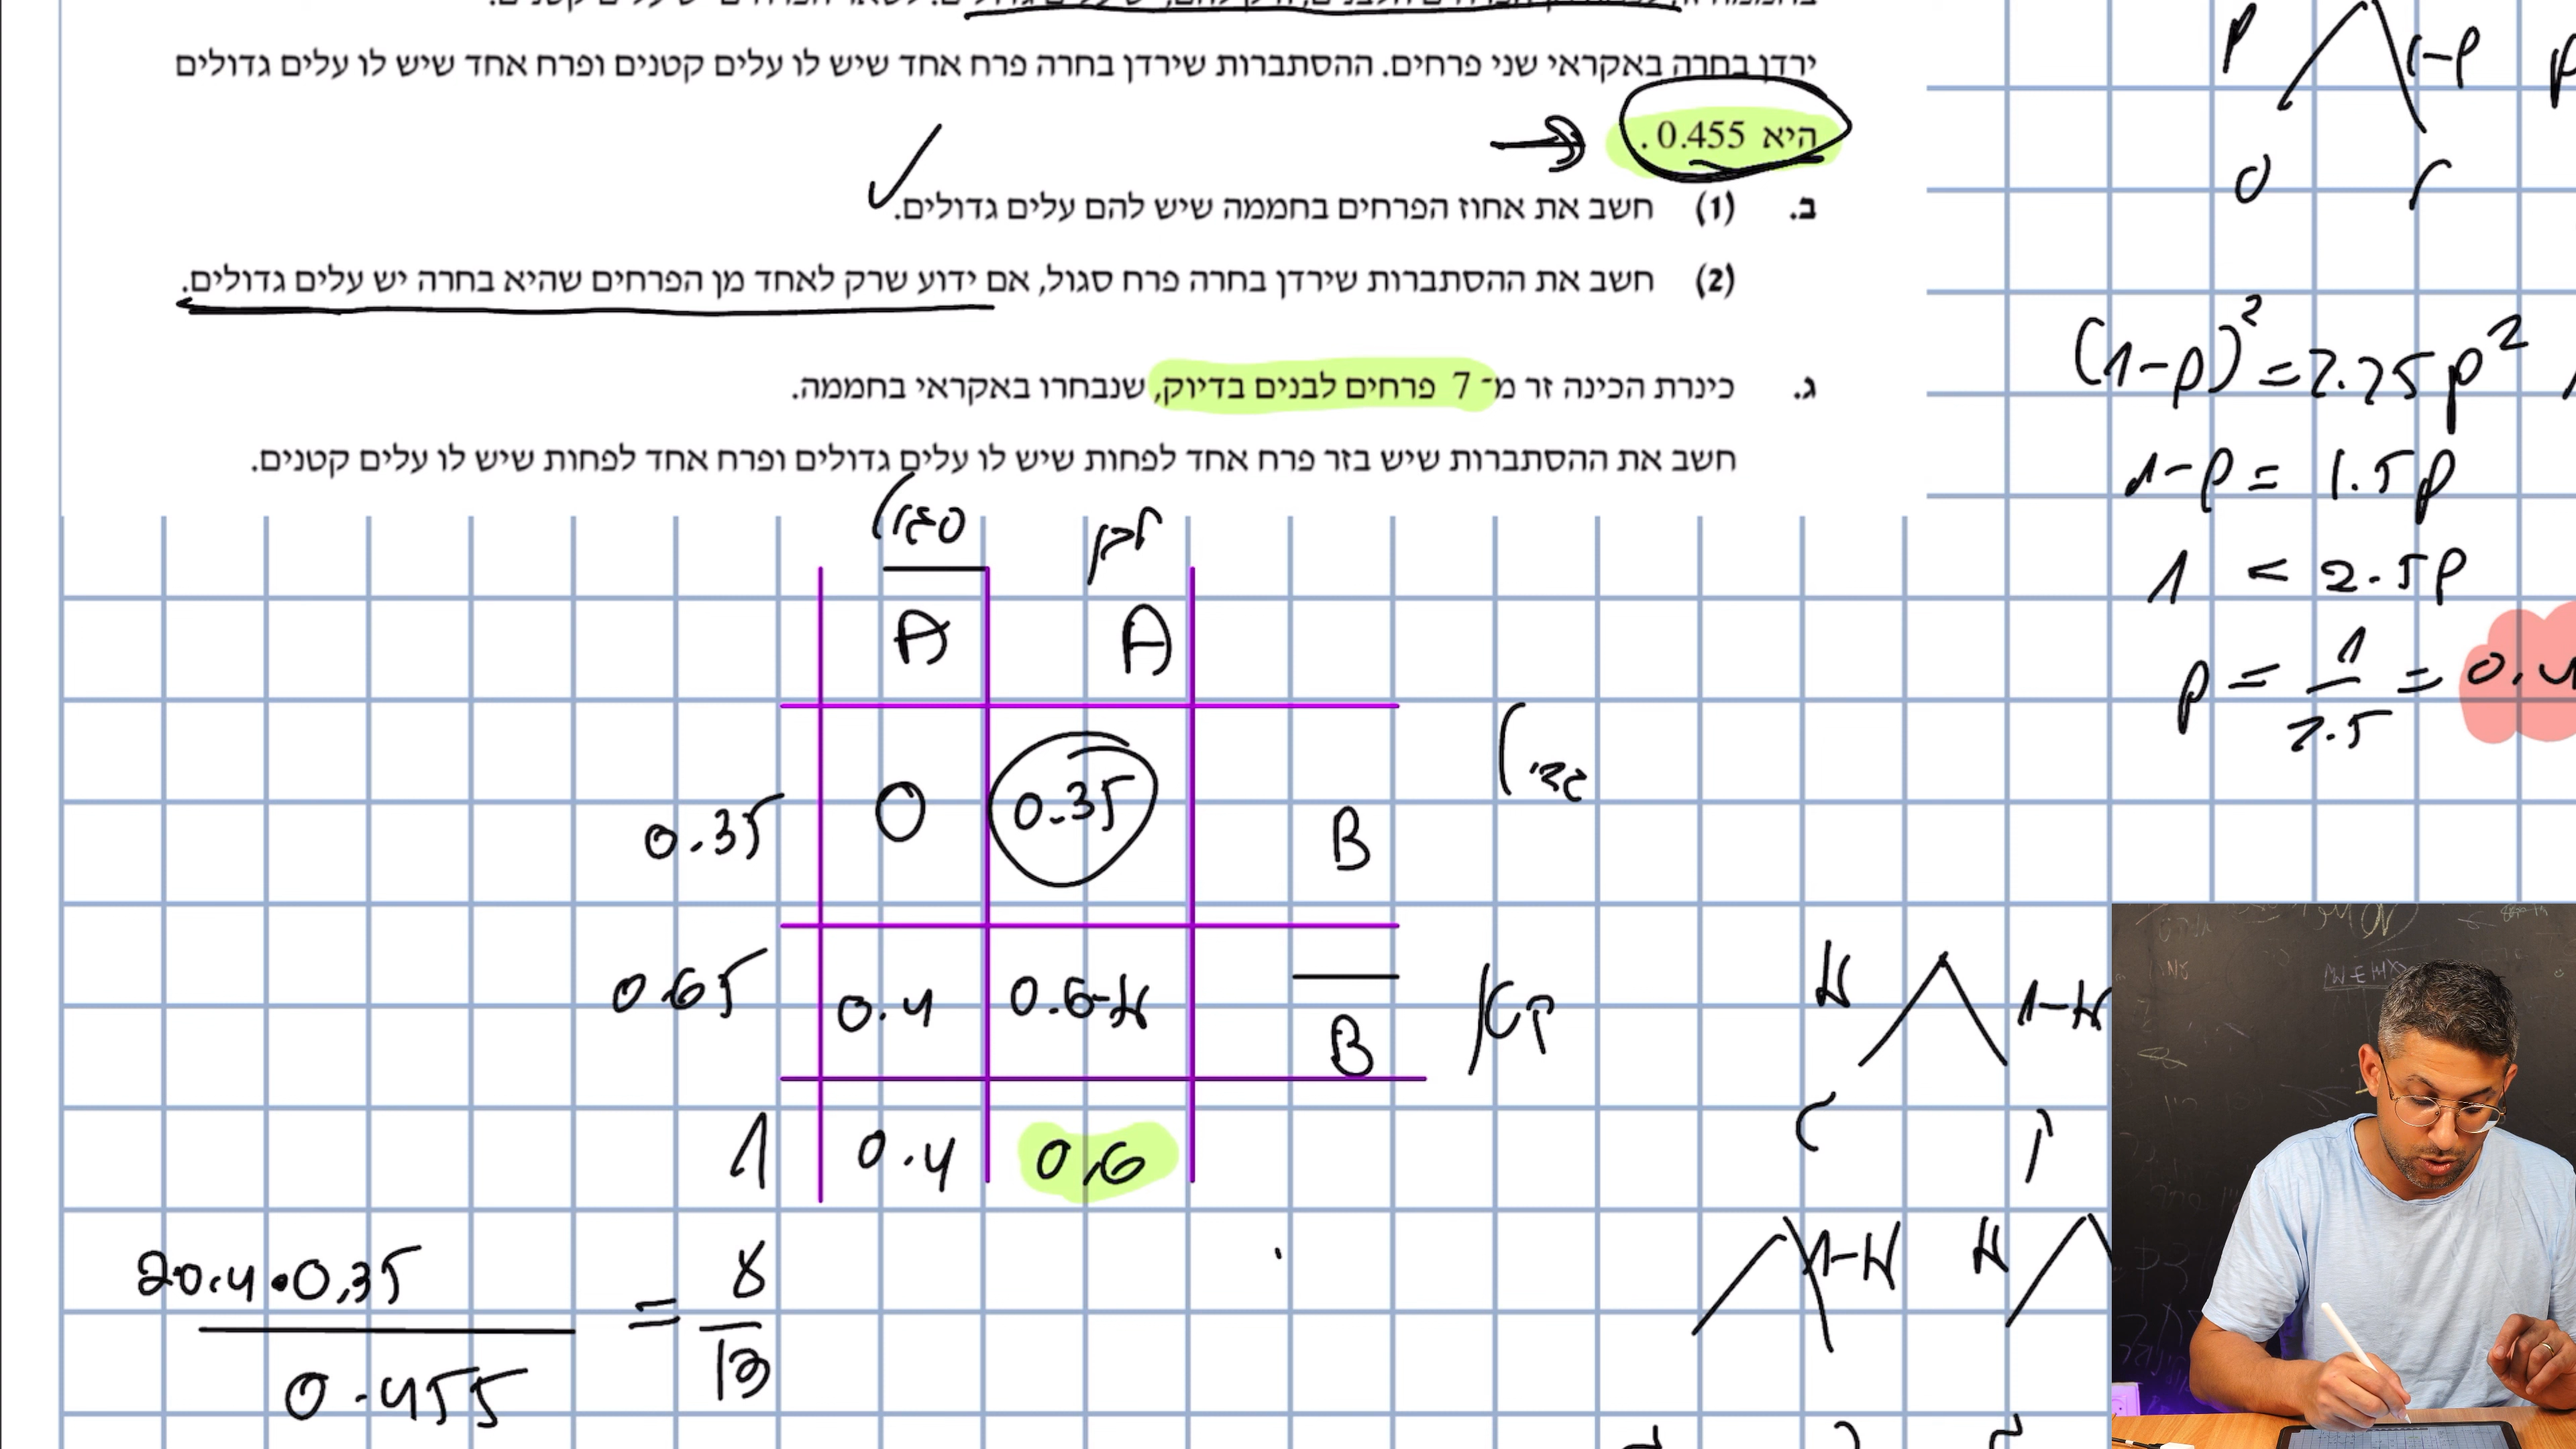 ירדן בחרה באקראי שני פרחים. ההסתברות שירדן בחרה פרח אחד שיש לו עלים קטנים ופרח אחד שיש לו עלים גדולים
היא 0.455 .
ב. (1) חשב את אחוז הפרחים בחממה שיש להם עלים גדולים.
(2) חשב את ההסתברות שירדן בחרה פרח סגול, אם ידוע שרק לאחד מן הפרחים שהיא בחרה יש עלים גדולים.
ג. כינרת הכינה זר מ־ 7 פרחים לבנים בדיוק, שנבחרו באקראי בחממה.
חשב את ההסתברות שיש בזר פרח אחד לפחות שיש לו עלים גדולים ופרח אחד לפחות שיש לו עלים קטנים.
סגול לבן
A A
0.35 0 0.35 B גדול
0.65 0.4 0.6-x B קטן
1 0.4 0.6
20.4•0.35 = 8
0.455 13
p 1-p
ס ל
(1-p)² = 2.25p²
1-p = 1.5p
1 = 2.5p
p = 1 = 0.4
2.5
x 1-x
1-x x